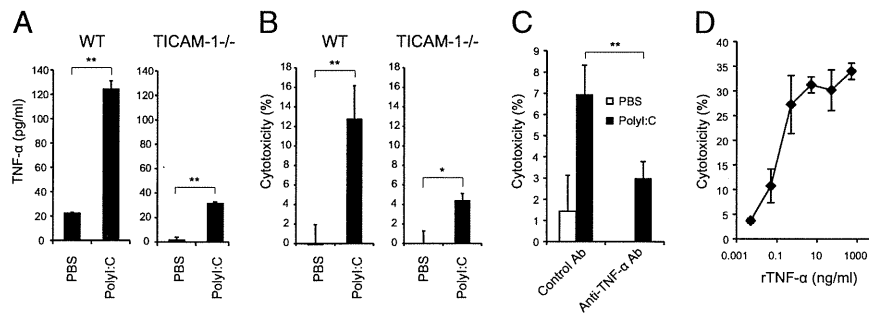 A
WT
TICAM-1-/-
TNF-α (pg/ml)
140
120
100
80
60
40
20
0
**
PBS
PolyI:C
140
120
100
80
60
40
20
0
**
PBS
PolyI:C
B
WT
TICAM-1-/-
Cytotoxicity (%)
18
16
14
12
10
8
6
4
2
0
**
PBS
PolyI:C
18
16
14
12
10
8
6
4
2
0
*
PBS
PolyI:C
C
Cytotoxicity (%)
9
8
7
6
5
4
3
2
1
0
**
PBS
PolyI:C
Control Ab
Anti-TNF-α Ab
D
Cytotoxicity (%)
40
35
30
25
20
15
10
5
0
0.001
0.1
10
1000
rTNF-α (ng/ml)